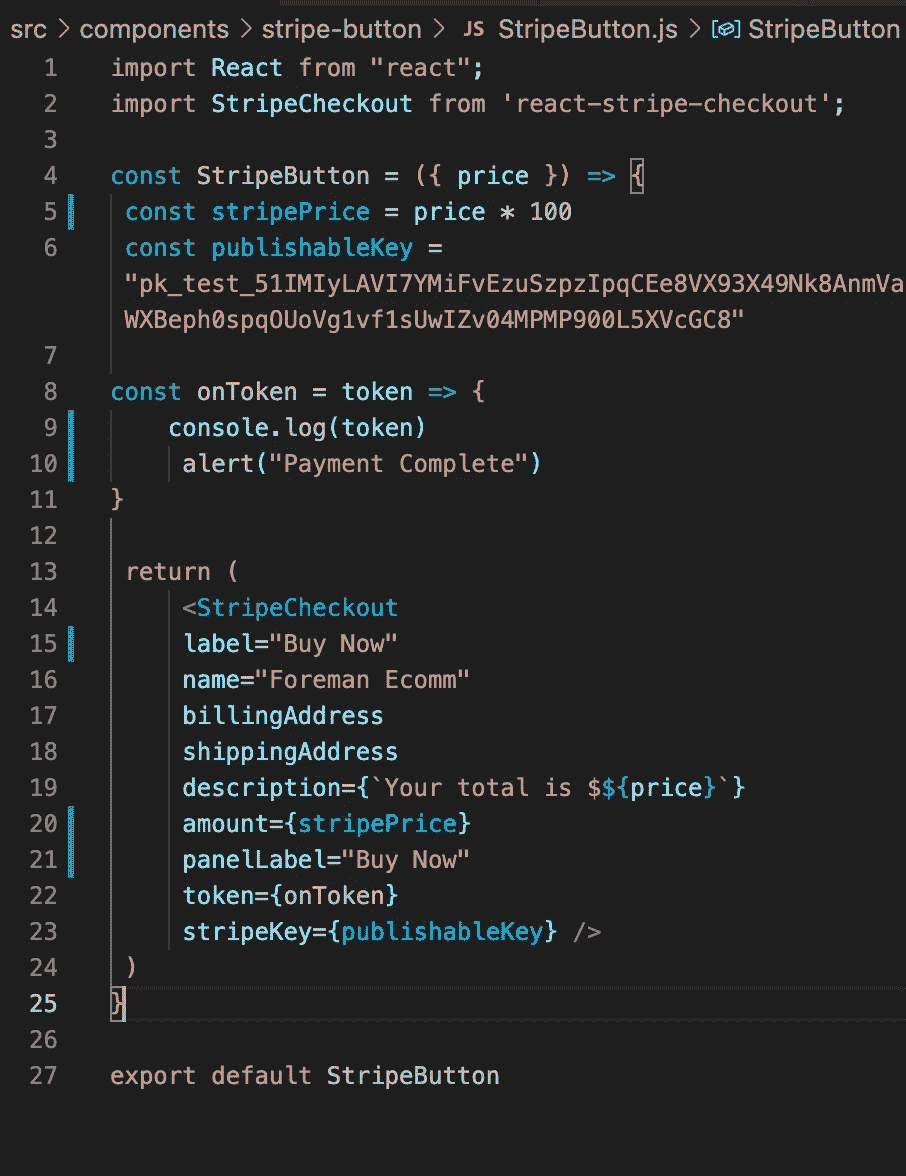 src > components > stripe-button > JS StripeButton.js > StripeButton
1 import React from "react";
2 import StripeCheckout from 'react-stripe-checkout';
3
4 const StripeButton = ({ price }) => {
5 const stripePrice = price * 100
6 const publishableKey =
"pk_test_51IMIyLAVI7YMiFvEzuSzpzIpqCEe8VX93X49Nk8AnmVa
WXBeph0spqOUoVg1vf1sUwIZv04MPMP900L5XVcGC8"
7
8 const onToken = token => {
9 console.log(token)
10 alert("Payment Complete")
11 }
12
13 return (
14 <StripeCheckout
15 label="Buy Now"
16 name="Foreman Ecomm"
17 billingAddress
18 shippingAddress
19 description={`Your total is $${price}`}
20 amount={stripePrice}
21 panelLabel="Buy Now"
22 token={onToken}
23 stripeKey={publishableKey} />
24 )
25 }
26
27 export default StripeButton